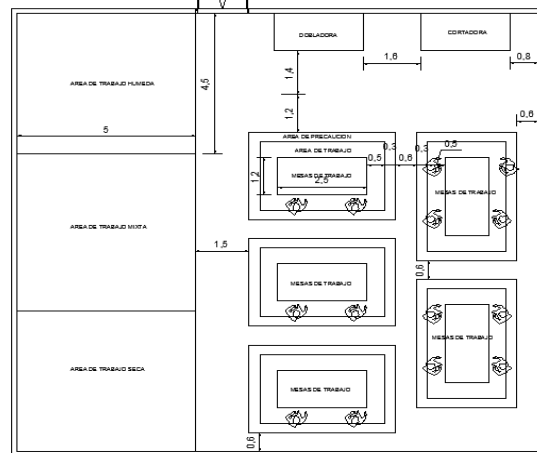 V
DOBLADORA
CORTADORA
1,6
0,8
1,4
4,5
AREA DE TRABAJO HUMEDA
1,2
0,6
5
AREA DE PRECAUCION
AREA DE TRABAJO
0,3
0,3
0,5
MESAS DE TRABAJO
0,5
0,6
1,2
2,5
MESAS DE TRABAJO
AREA DE TRABAJO MIXTA
1,5
0,6
MESAS DE TRABAJO
MESAS DE TRABAJO
AREA DE TRABAJO SECA
MESAS DE TRABAJO
0,6